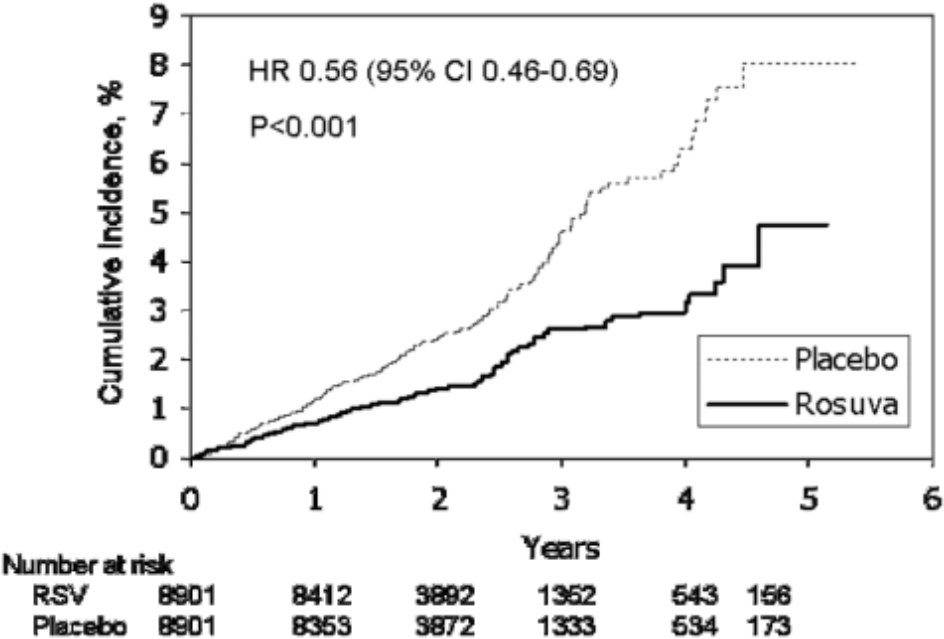 9
8
7
6
5
4
3
2
1
0
Cumulative Incidence, %
HR 0.56 (95% CI 0.46-0.69)
P<0.001
Placebo
Rosuva
0 1 2 3 4 5 6
Years
Number at risk
RSV 8901 8412 3892 1352 543 156
Placebo 8901 8353 3872 1333 534 173